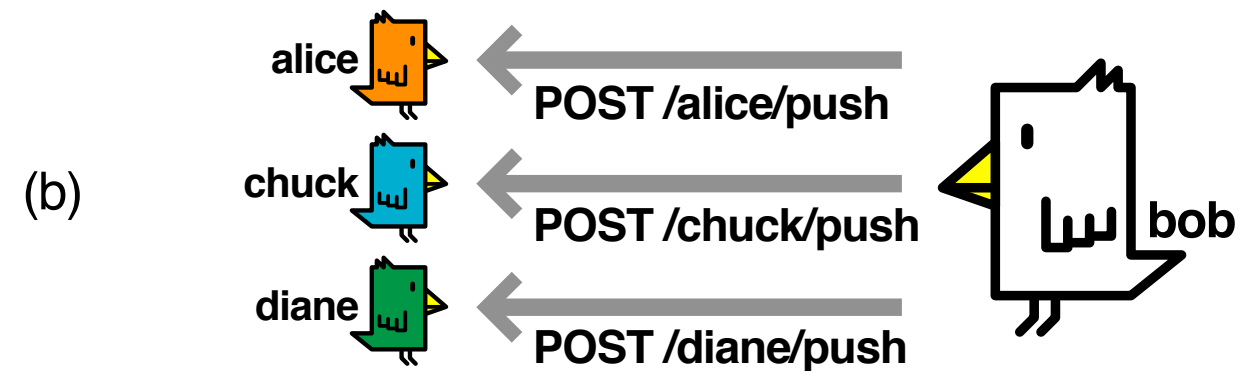 alice
POST /alice/push
(b)
chuck
POST /chuck/push
bob
diane
POST /diane/push